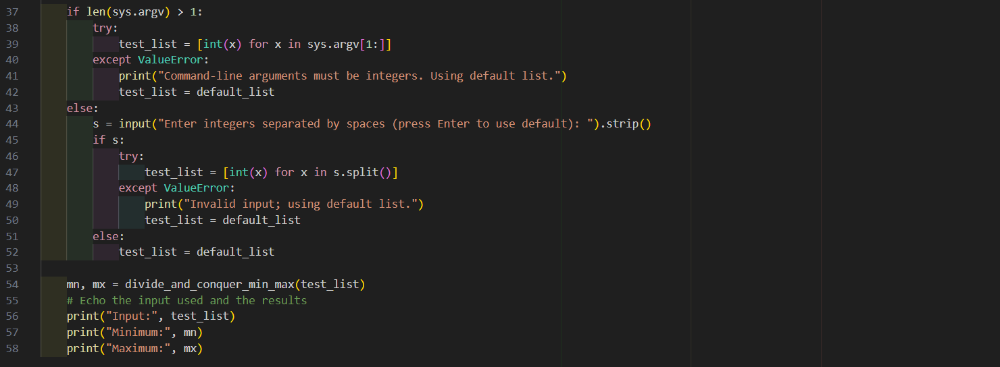 37 if len(sys.argv) > 1:
38 try:
39 test_list = [int(x) for x in sys.argv[1:]]
40 except ValueError:
41 print("Command-line arguments must be integers. Using default list.")
42 test_list = default_list
43 else:
44 s = input("Enter integers separated by spaces (press Enter to use default): ").strip()
45 if s:
46 try:
47 test_list = [int(x) for x in s.split()]
48 except ValueError:
49 print("Invalid input; using default list.")
50 test_list = default_list
51 else:
52 test_list = default_list
53
54 mn, mx = divide_and_conquer_min_max(test_list)
55 # Echo the input used and the results
56 print("Input:", test_list)
57 print("Minimum:", mn)
58 print("Maximum:", mx)